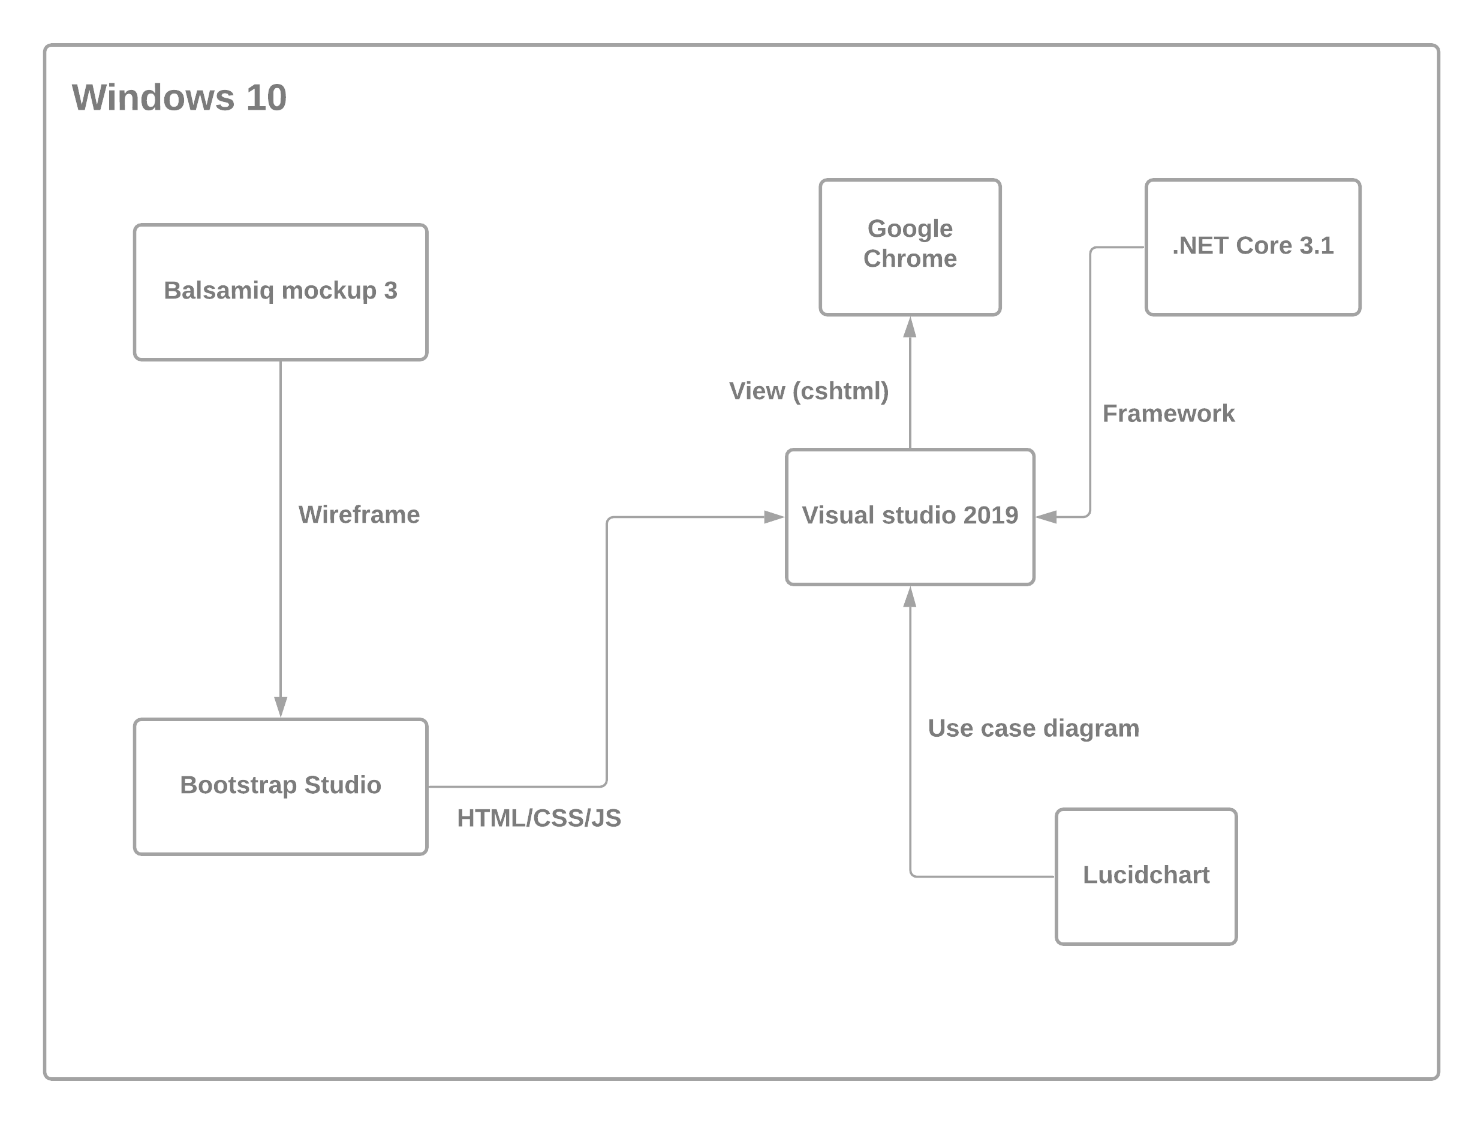 Windows 10
Balsamiq mockup 3
Google
Chrome
.NET Core 3.1
View (cshtml)
Framework
Wireframe
Visual studio 2019
Use case diagram
Bootstrap Studio
HTML/CSS/JS
Lucidchart